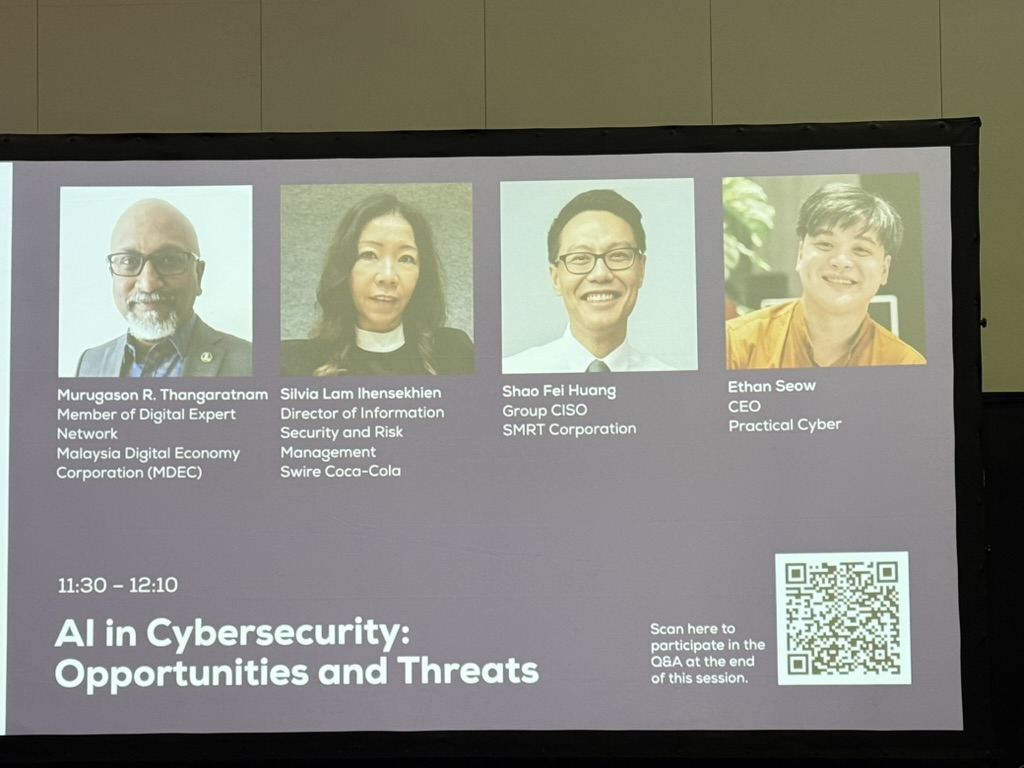 Murugason R. Thangaratnam
Member of Digital Expert
Network
Malaysia Digital Economy
Corporation (MDEC)
Silvia Lam Ihensekhien
Director of Information
Security and Risk
Management
Swire Coca-Cola
Shao Fei Huang
Group CISO
SMRT Corporation
Ethan Seow
CEO
Practical Cyber
11:30 – 12:10
AI in Cybersecurity:
Opportunities and Threats
Scan here to
participate in the
Q&A at the end
of this session.